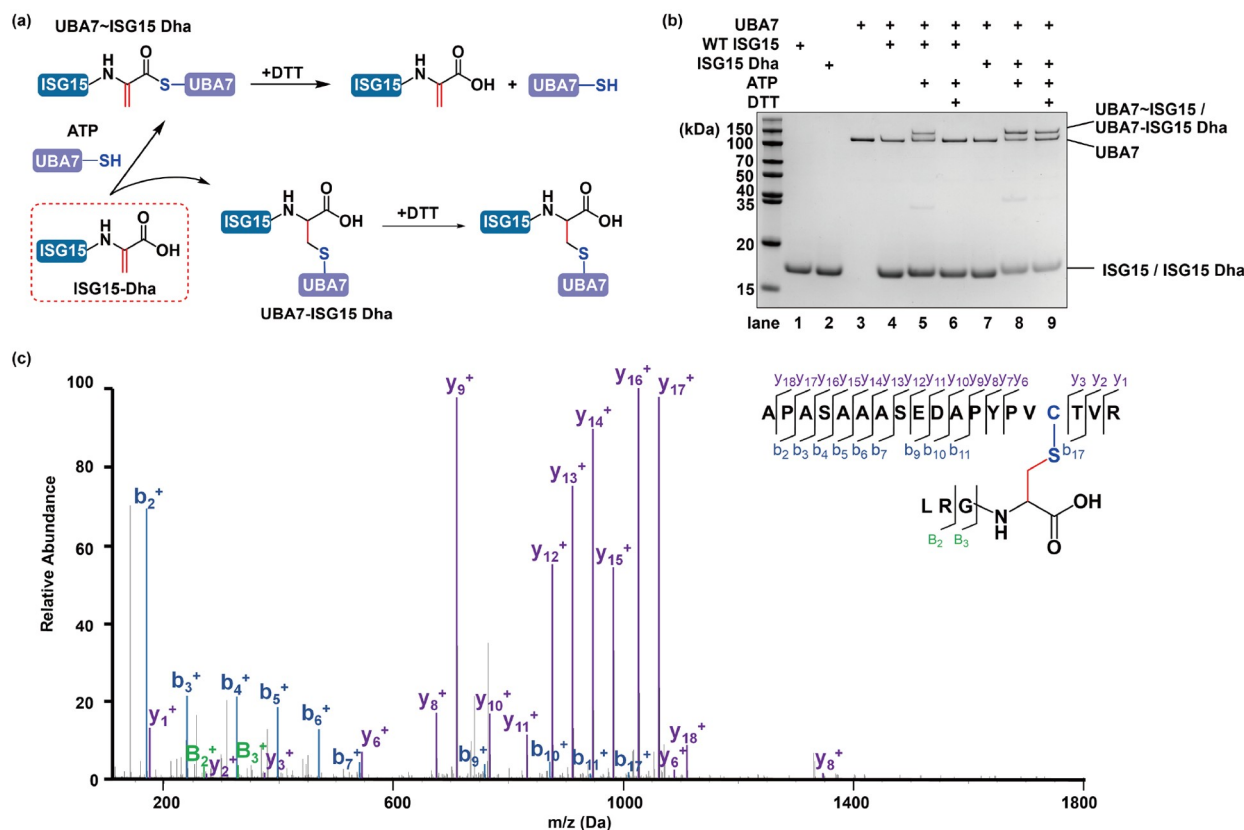 (a)
UBA7~ISG15 Dha
ISG15 H N O S UBA7
+DTT
ISG15 H N O OH + UBA7 SH
ATP
UBA7 SH
ISG15 H N O OH
ISG15-Dha
ISG15 H N O OH S UBA7
UBA7-ISG15 Dha
+DTT
ISG15 H N O OH S UBA7
(b)
UBA7 + + + + + + +
WT ISG15 + + + +
ISG15 Dha + + + +
ATP + + + +
DTT + +
(kDa)
150
100
70
50
40
35
20
15
UBA7~ISG15 /
UBA7-ISG15 Dha
UBA7
ISG15 / ISG15 Dha
lane 1 2 3 4 5 6 7 8 9
(c)
Relative Abundance
100
80
60
40
20
0
b2+
y1+
b3+
B2+
y2+
b4+
B3+
y3+
b5+
b6+
b7+
y6+
y8+
y9+
b9+
y10+
y11+
b10+
y12+
y13+
b11+
y14+
y15+
b17+
y16+
y17+
y6+
y18+
y8+
200 600 1000 1400 1800
m/z (Da)
y18 y17 y16 y15 y14 y13 y12 y11 y10 y9 y8 y7 y6 y3 y2 y1
A P A S A A A S E D A P Y P V C T V R
b2 b3 b4 b5 b6 b7 b9 b10 b11 b17
S
L R G N H O OH
B2 B3